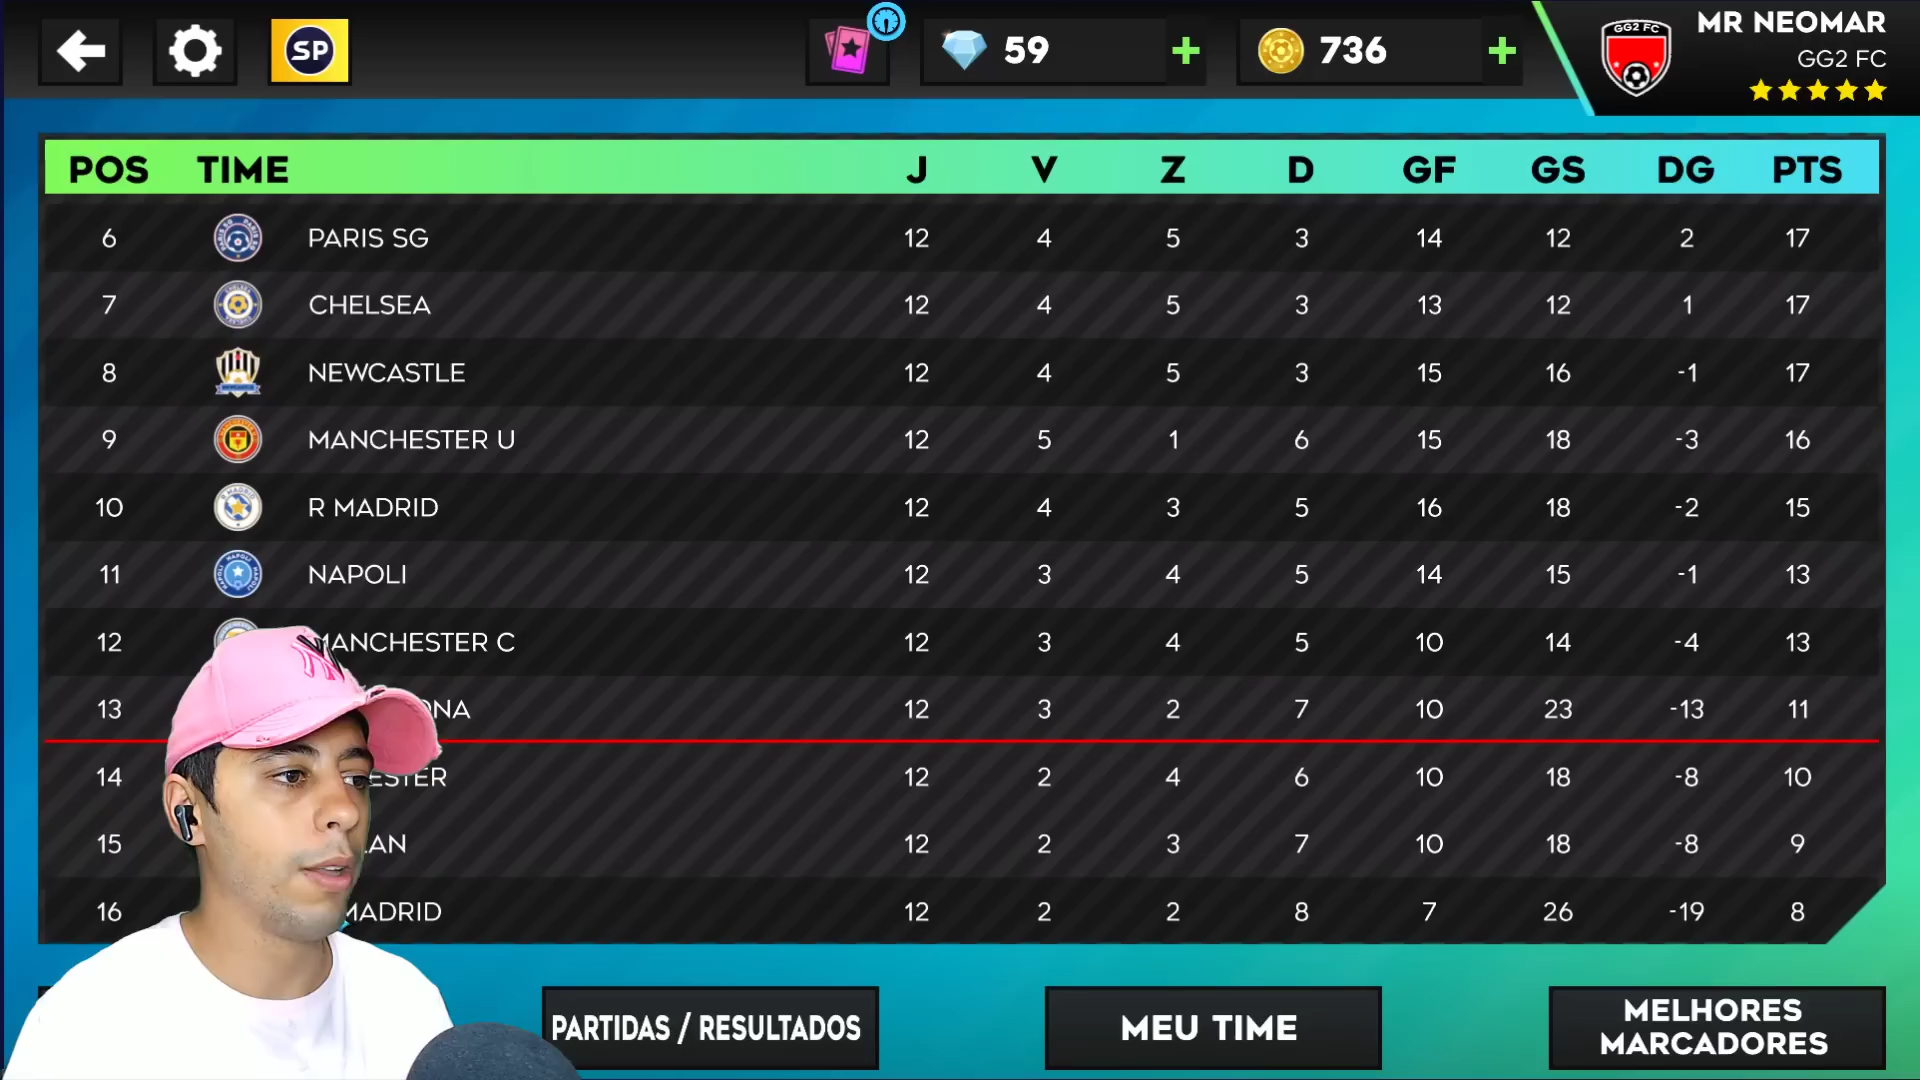 SP
59
736
GG2 FC
MR NEOMAR
GG2 FC
POS TIME J V Z D GF GS DG PTS
6 PARIS SG 12 4 5 3 14 12 2 17
7 CHELSEA 12 4 5 3 13 12 1 17
8 NEWCASTLE 12 4 5 3 15 16 -1 17
9 MANCHESTER U 12 5 1 6 15 18 -3 16
10 R MADRID 12 4 3 5 16 18 -2 15
11 NAPOLI 12 3 4 5 14 15 -1 13
12 MANCHESTER C 12 3 4 5 10 14 -4 13
13 12 3 2 7 10 23 -13 11
14 12 2 4 6 10 18 -8 10
15 12 2 3 7 10 18 -8 9
16 MADRID 12 2 2 8 7 26 -19 8
PARTIDAS / RESULTADOS
MEU TIME
MELHORES
MARCADORES